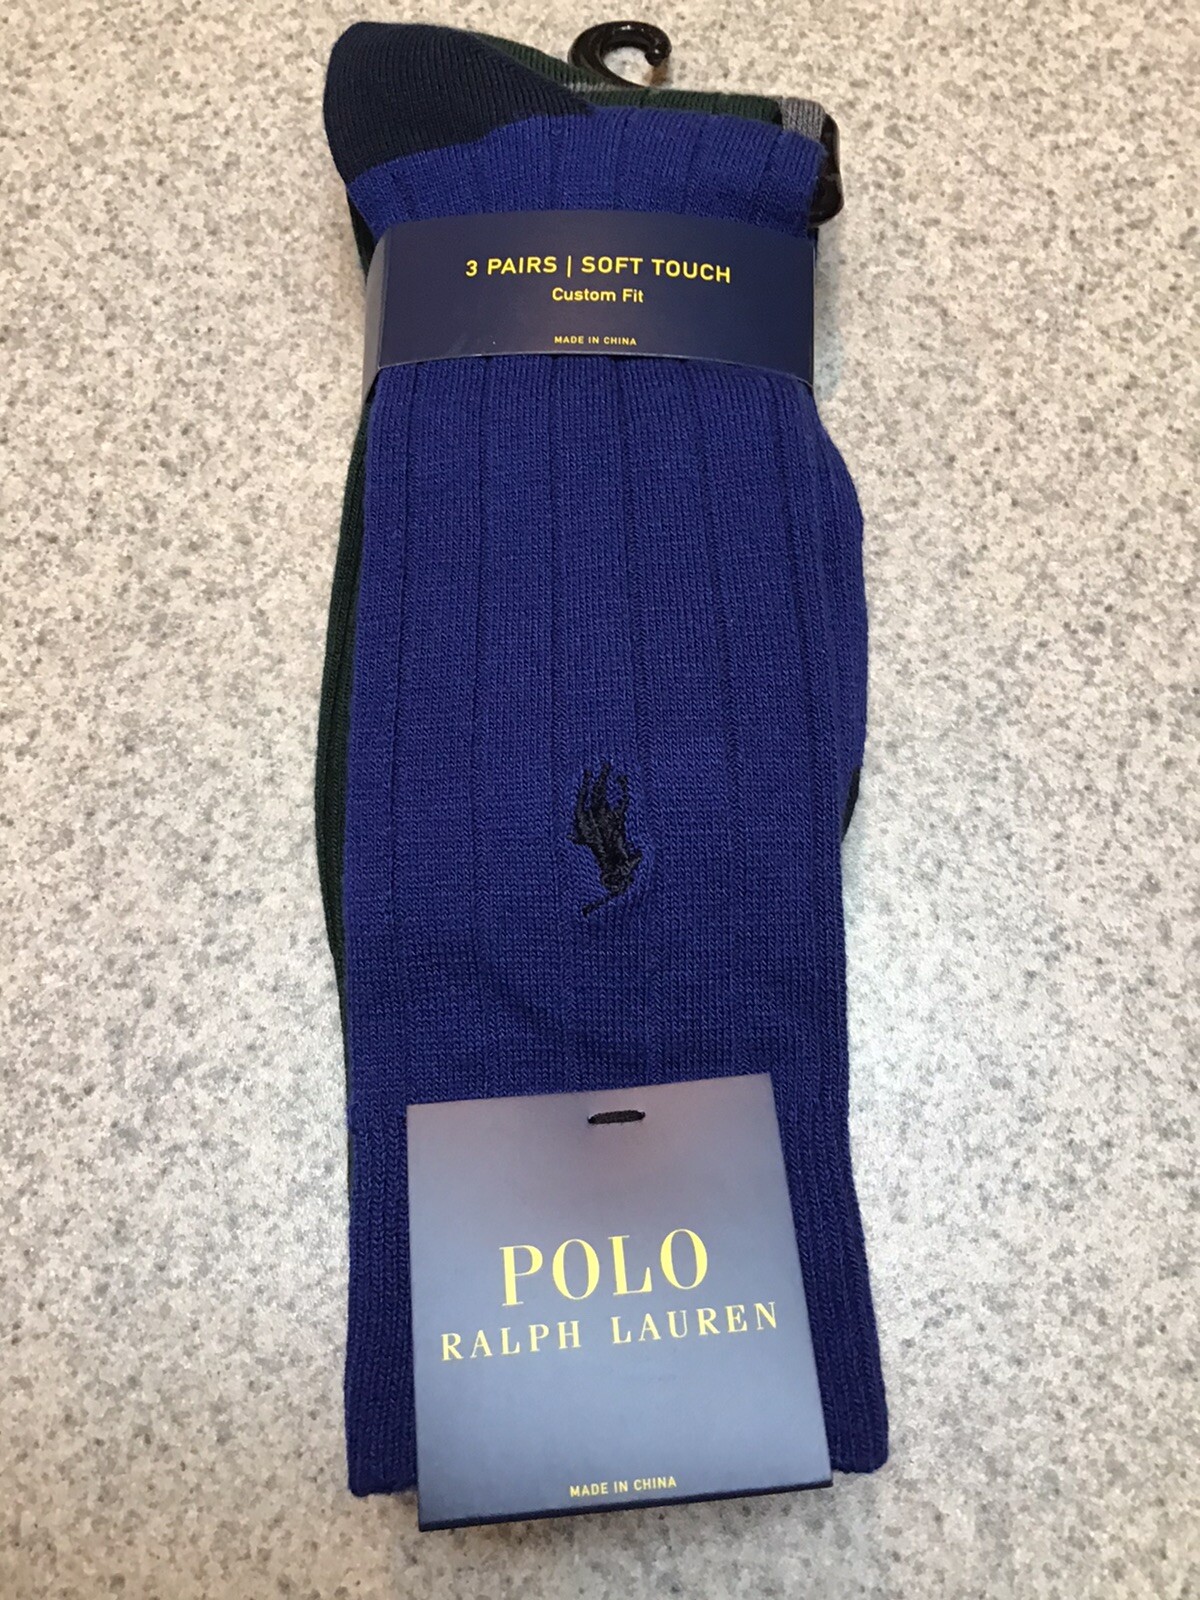 3 PAIRS | SOFT TOUCH
Custom Fit
MADE IN CHINA
POLO
RALPH LAUREN
MADE IN CHINA